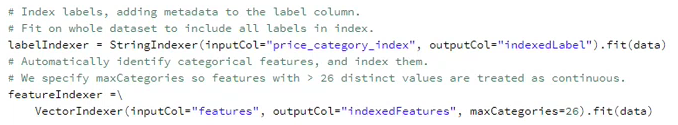 # Index labels, adding metadata to the label column.
# Fit on whole dataset to include all labels in index.
labelIndexer = StringIndexer(inputCol="price_category_index", outputCol="indexedLabel").fit(data)
# Automatically identify categorical features, and index them.
# We specify maxCategories so features with > 26 distinct values are treated as continuous.
featureIndexer =\
    VectorIndexer(inputCol="features", outputCol="indexedFeatures", maxCategories=26).fit(data)